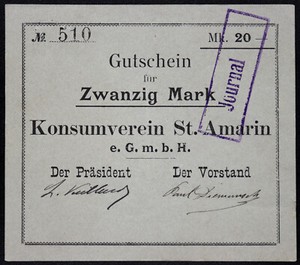 № 510 Mk. 20 —
Gutschein
für
Zwanzig Mark
Konsumverein St. Amarin
e. G. m. b. H.
Der Präsident Der Vorstand
Journal